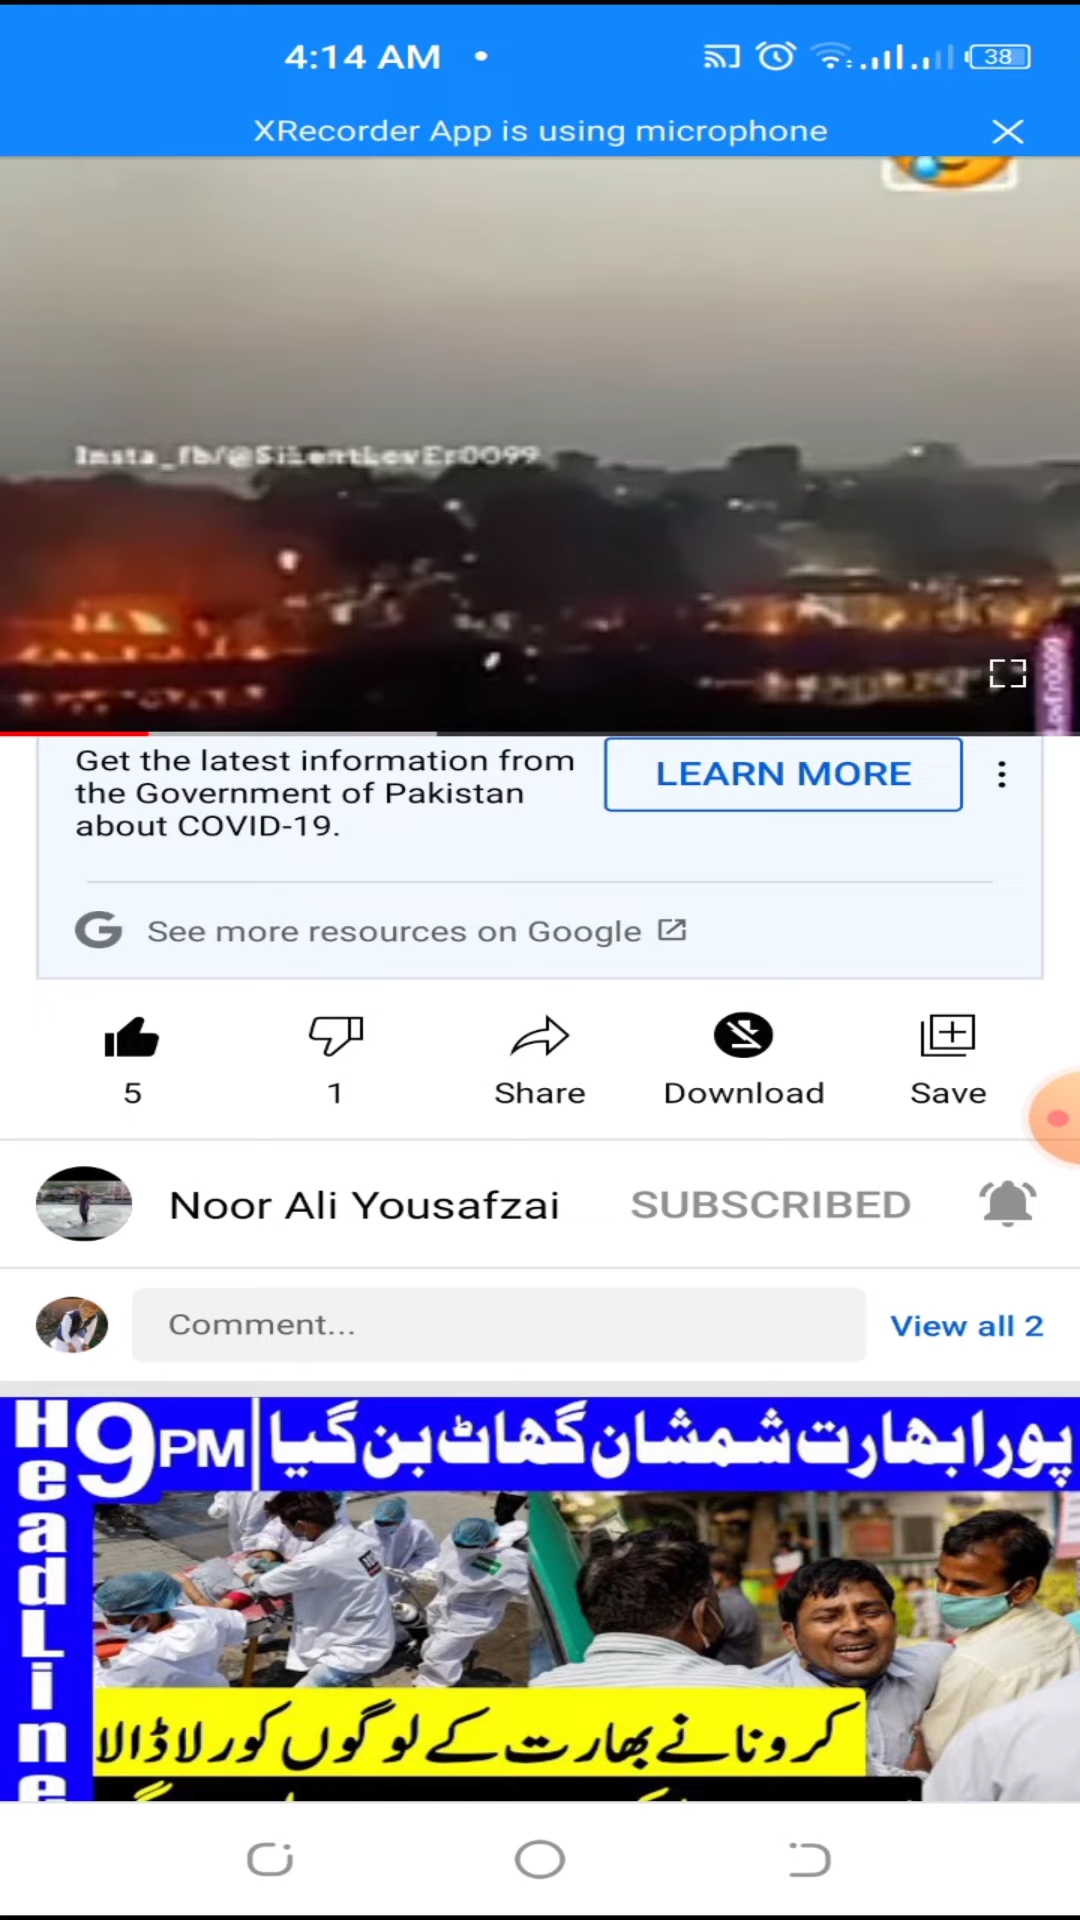 4:14 AM
38
XRecorder App is using microphone
Insta_fb/@SiLentLovEr0099
LovEr0099
Get the latest information from
the Government of Pakistan
about COVID-19.
LEARN MORE
See more resources on Google
5
1
Share
Download
Save
Noor Ali Yousafzai
SUBSCRIBED
Comment...
View all 2
Headline
9PM
پورا بھارت شمشان گھاٹ بن گیا
کرونا نے بھارت کے لوگوں کو رلا ڈالا